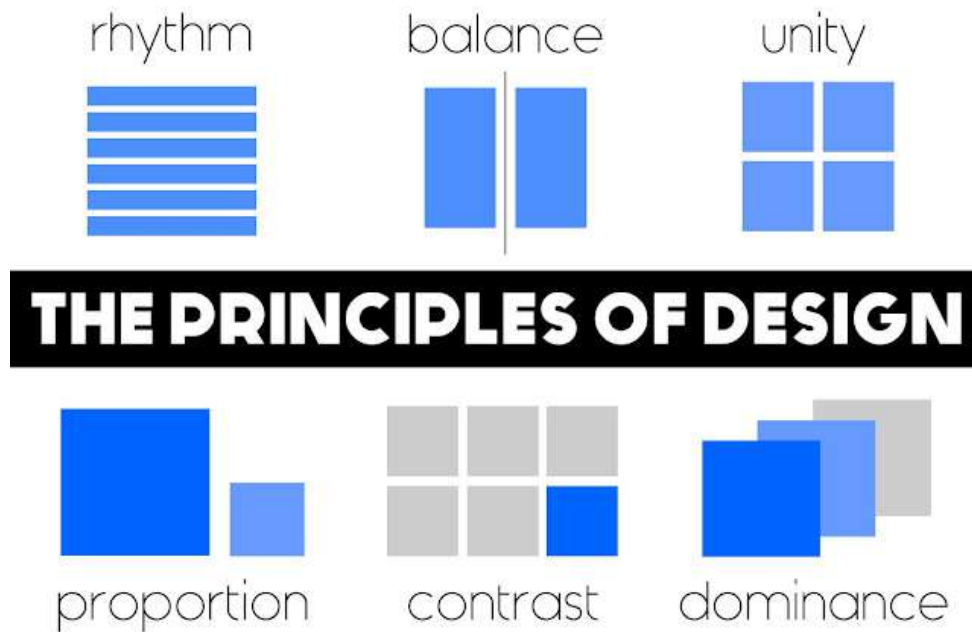 rhythm balance unity
THE PRINCIPLES OF DESIGN
proportion contrast dominance